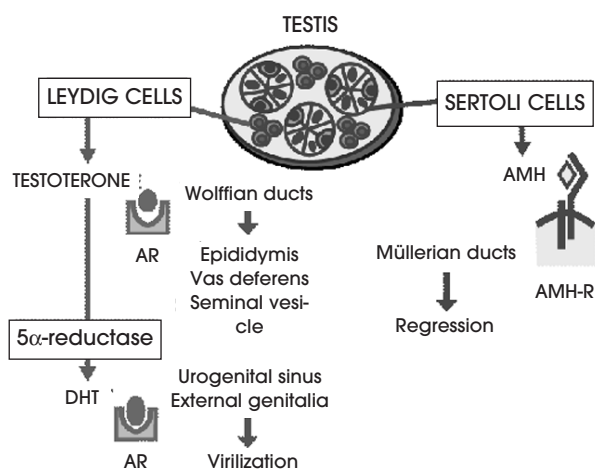 TESTIS
LEYDIG CELLS
SERTOLI CELLS
TESTOTERONE
AR
Wolffian ducts
Epididymis
Vas deferens
Seminal vesi-
cle
AMH
AMH-R
Müllerian ducts
Regression
5α-reductase
DHT
AR
Urogenital sinus
External genitalia
Virilization